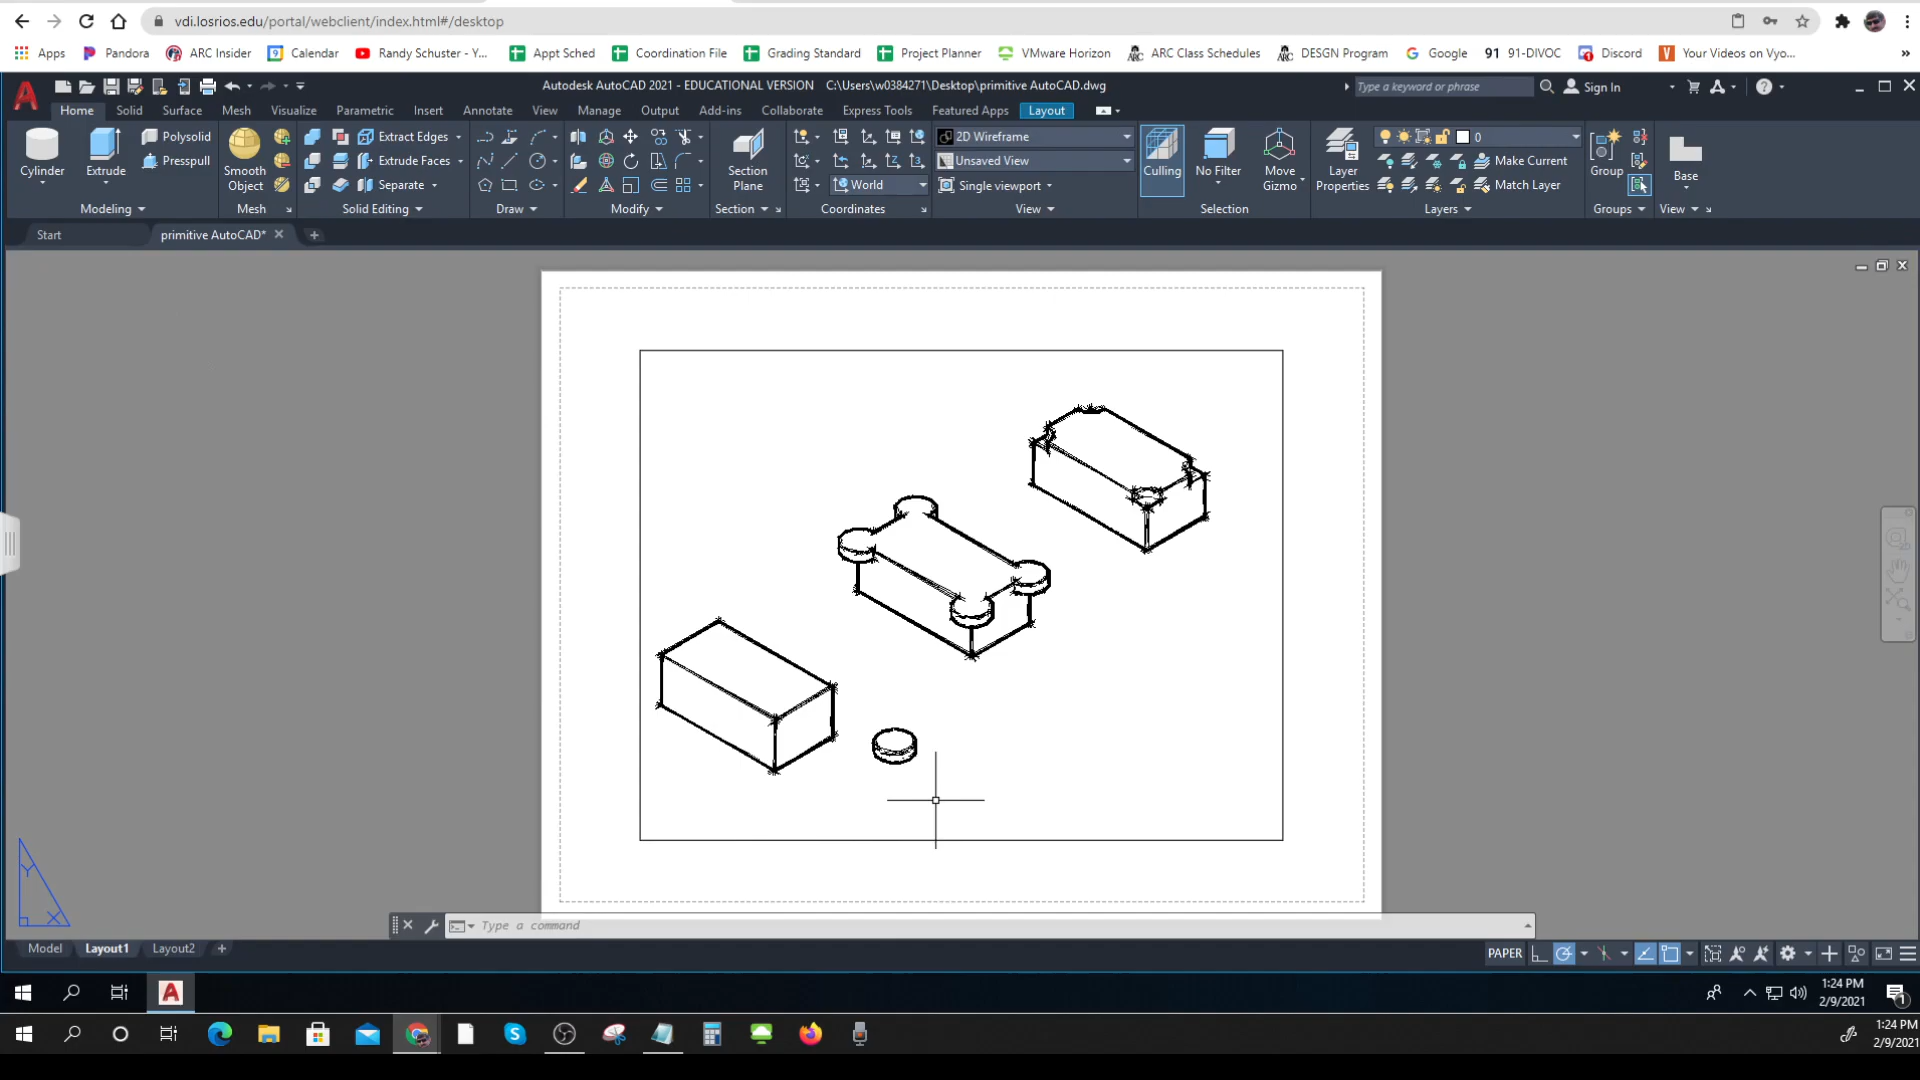 vdi.losrios.edu/portal/webclient/index.html#/desktop
Apps Pandora ARC Insider Calendar Randy Schuster - Y... Appt Sched Coordination File Grading Standard Project Planner VMware Horizon ARC Class Schedules DESGN Program Google 91 91-DIVOC Discord Your Videos on Vyo... »
Autodesk AutoCAD 2021 - EDUCATIONAL VERSION C:\Users\w0384271\Desktop\primitive AutoCAD.dwg Type a keyword or phrase Sign In
Home Solid Surface Mesh Visualize Parametric Insert Annotate View Manage Output Add-ins Collaborate Express Tools Featured Apps Layout
Polysolid Extract Edges 2D Wireframe 0
Presspull Extrude Faces Unsaved View Make Current
Cylinder Extrude Smooth Object Separate Section Plane World Single viewport Culling No Filter Move Gizmo Layer Properties Match Layer Group Base
Modeling Mesh Solid Editing Draw Modify Section Coordinates View Selection Layers Groups View
Start primitive AutoCAD*
Y
X
Type a command
Model Layout1 Layout2 + PAPER
1:24 PM
2/9/2021
1
1:24 PM
2/9/2021